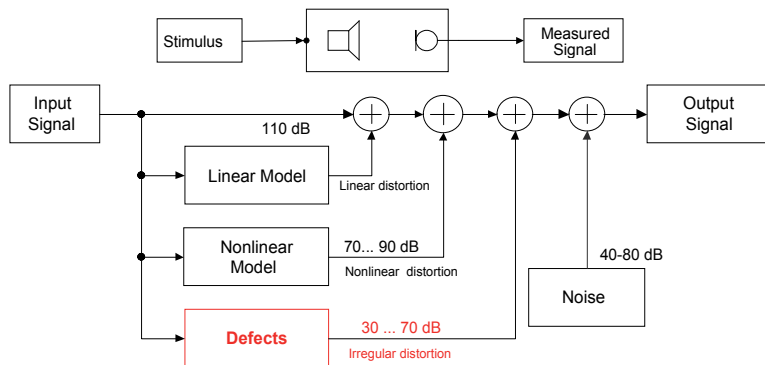 Stimulus
Measured
Signal
Input
Signal
110 dB
Output
Signal
Linear Model
Linear distortion
Nonlinear
Model
70... 90 dB
Nonlinear distortion
40-80 dB
Noise
Defects
30 ... 70 dB
Irregular distortion